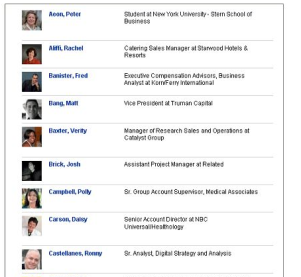 Aeon, Peter
Student at New York University - Stern School of
Business
Aliffi, Rachel
Catering Sales Manager at Starwood Hotels &
Resorts
Banister, Fred
Executive Compensation Advisors, Business
Analyst at Korn/Ferry International
Bang, Matt
Vice President at Truman Capital
Baxter, Verity
Manager of Research Sales and Operations at
Catalyst Group
Brick, Josh
Assistant Project Manager at Related
Campbell, Polly
Sr. Group Account Supervisor, Medical Associates
Carson, Daisy
Senior Account Director at NBC
Universal/Healthology
Castellanes, Ronny
Sr. Analyst, Digital Strategy and Analysis